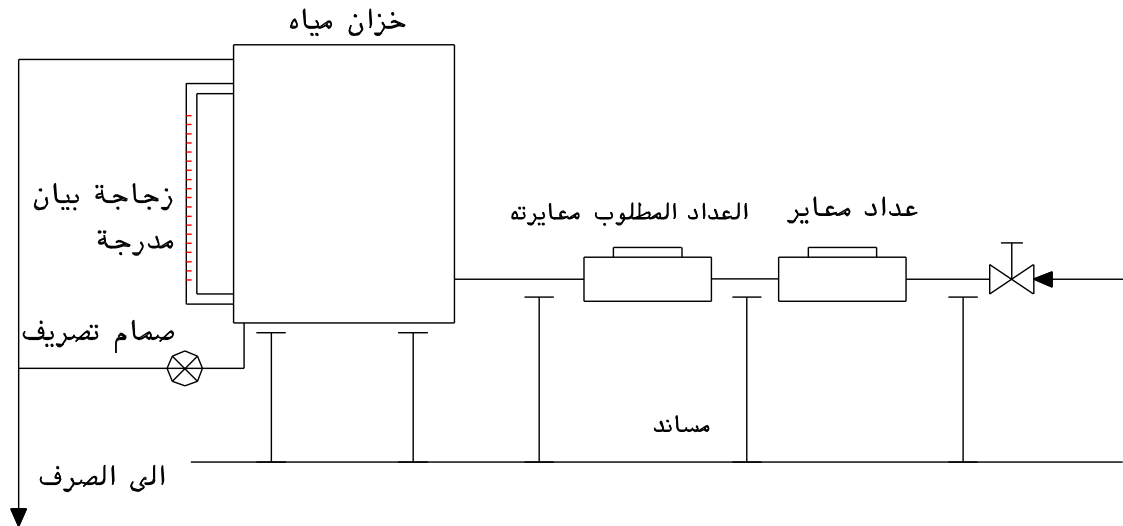 خزان مياه
زجاجة بيان
مدرجة
العداد المطلوب معايرته
عداد معاير
صمام تصريف
مساند
الى الصرف